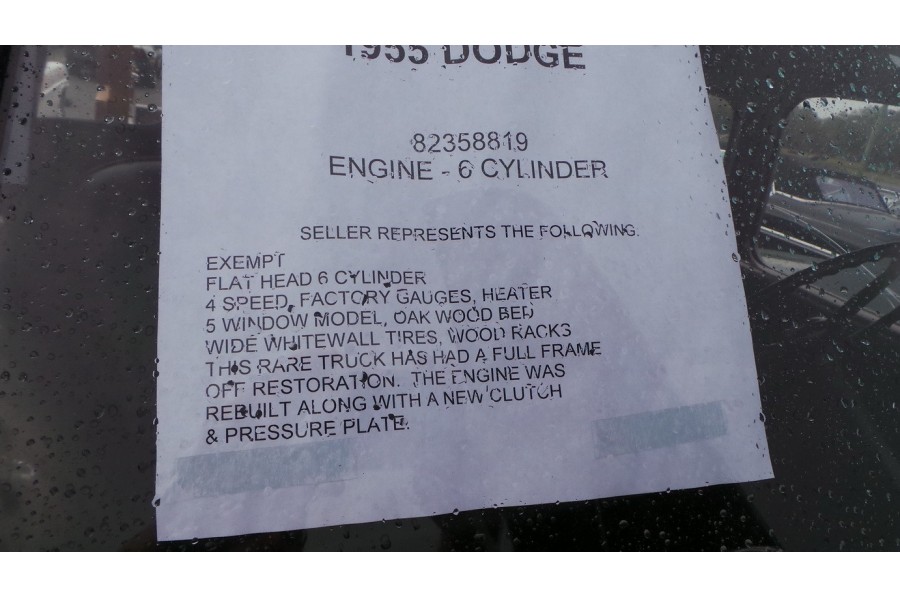 1955 DODGE
82358819
ENGINE - 6 CYLINDER
SELLER REPRESENTS THE FOLLOWING:
EXEMPT
FLAT HEAD 6 CYLINDER
4 SPEED, FACTORY GAUGES, HEATER
5 WINDOW MODEL, OAK WOOD BED
WIDE WHITEWALL TIRES, WOOD RACKS
THIS RARE TRUCK HAS HAD A FULL FRAME
OFF RESTORATION. THE ENGINE WAS
REBUILT ALONG WITH A NEW CLUTCH
& PRESSURE PLATE.